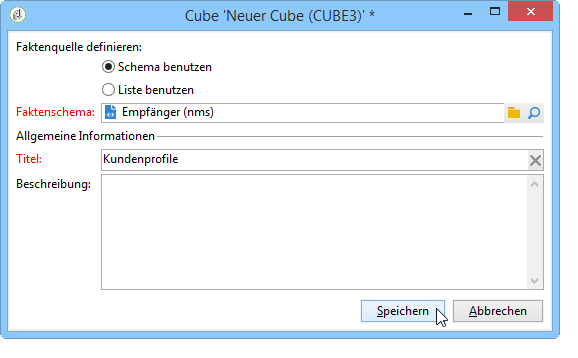 Cube 'Neuer Cube (CUBE3)' *
Faktenquelle definieren:
Schema benutzen
Liste benutzen
Faktenschema: Empfänger (nms)
Allgemeine Informationen
Titel: Kundenprofile
Beschreibung:
Speichern Abbrechen